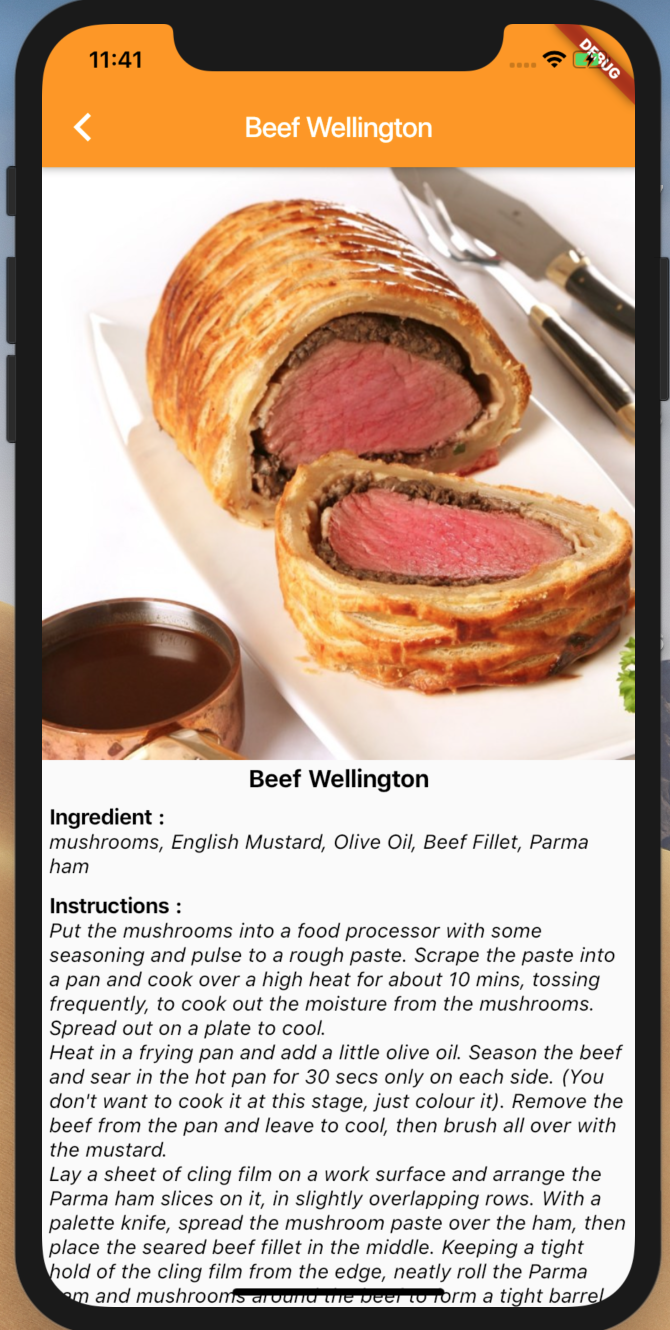 11:41
DEBUG
Beef Wellington
Beef Wellington
Ingredient :
mushrooms, English Mustard, Olive Oil, Beef Fillet, Parma
ham
Instructions :
Put the mushrooms into a food processor with some
seasoning and pulse to a rough paste. Scrape the paste into
a pan and cook over a high heat for about 10 mins, tossing
frequently, to cook out the moisture from the mushrooms.
Spread out on a plate to cool.
Heat in a frying pan and add a little olive oil. Season the beef
and sear in the hot pan for 30 secs only on each side. (You
don't want to cook it at this stage, just colour it). Remove the
beef from the pan and leave to cool, then brush all over with
the mustard.
Lay a sheet of cling film on a work surface and arrange the
Parma ham slices on it, in slightly overlapping rows. With a
palette knife, spread the mushroom paste over the ham, then
place the seared beef fillet in the middle. Keeping a tight
hold of the cling film from the edge, neatly roll the Parma
and mushrooms around the beef to form a tight barrel